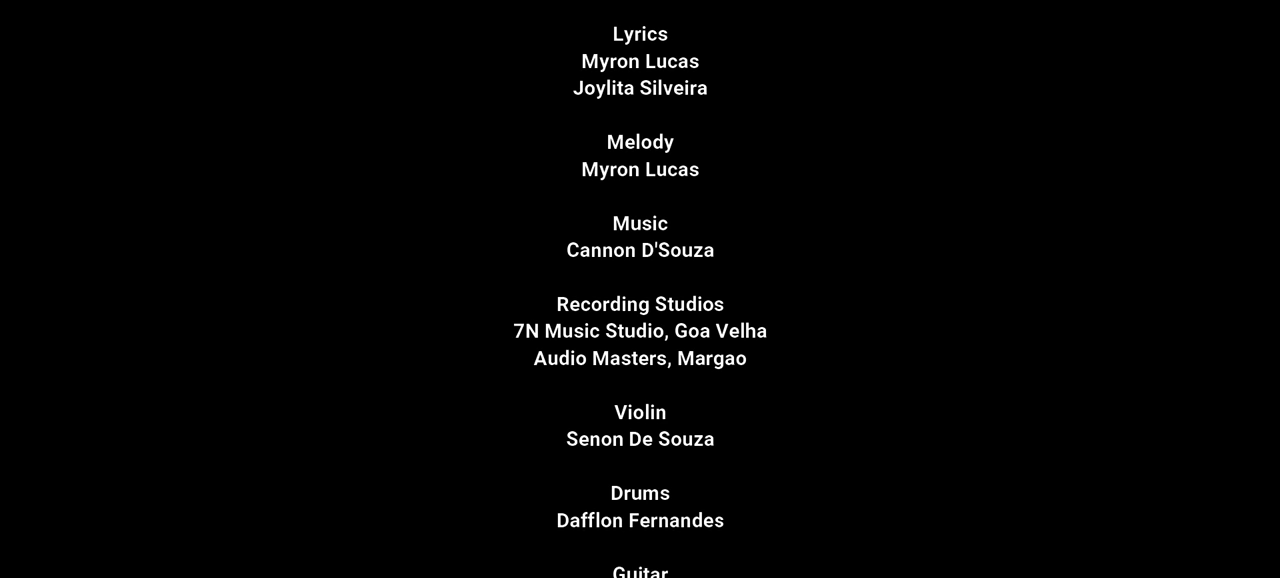 Lyrics
Myron Lucas
Joylita Silveira
Melody
Myron Lucas
Music
Cannon D'Souza
Recording Studios
7N Music Studio, Goa Velha
Audio Masters, Margao
Violin
Senon De Souza
Drums
Dafflon Fernandes
Guitar